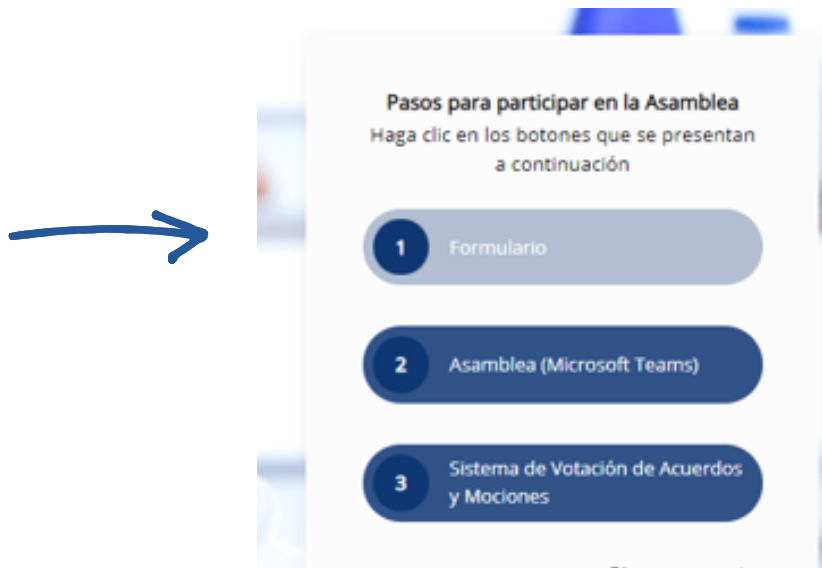 Pasos para participar en la Asamblea
Haga clic en los botones que se presentan
a continuación
1 Formulario
2 Asamblea (Microsoft Teams)
3 Sistema de Votación de Acuerdos
y Mociones